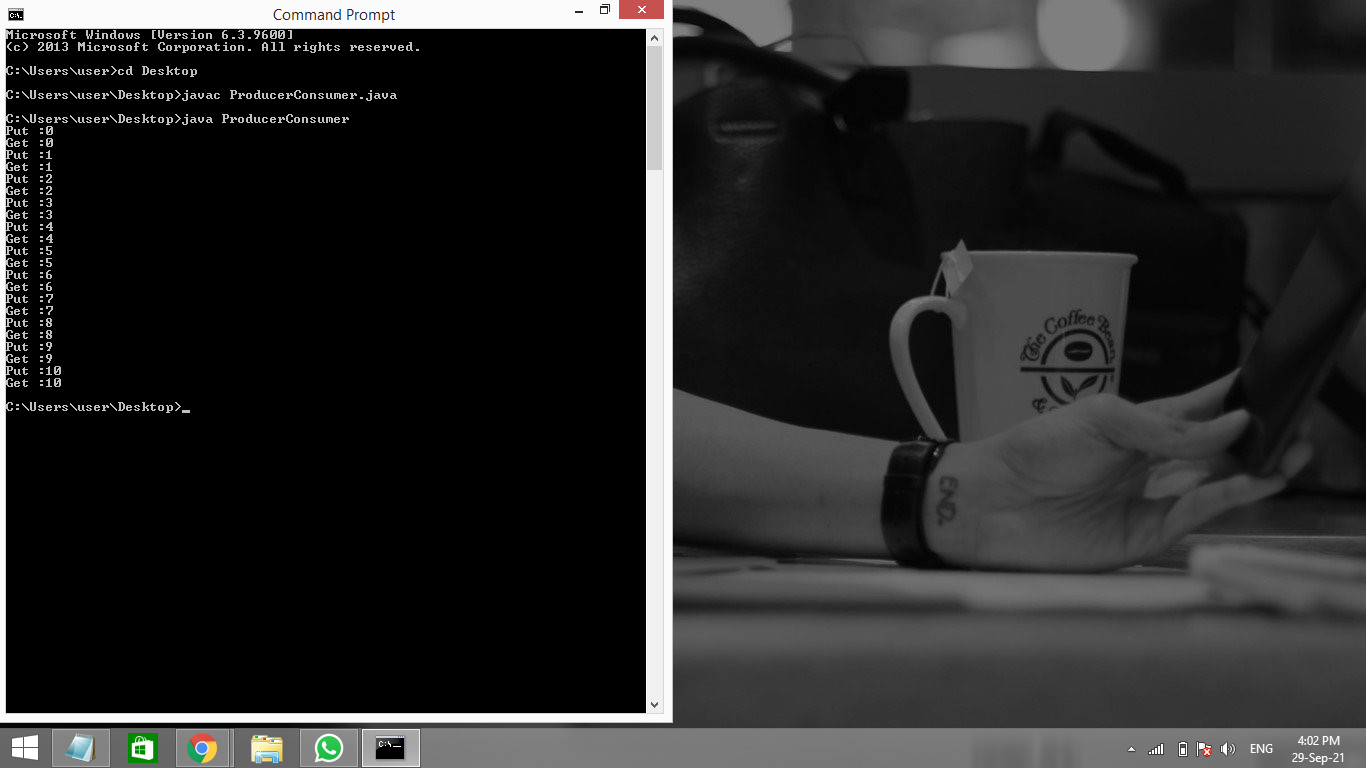 Command Prompt
Microsoft Windows [Version 6.3.9600]
(c) 2013 Microsoft Corporation. All rights reserved.
C:\Users\user>cd Desktop
C:\Users\user\Desktop>javac ProducerConsumer.java
C:\Users\user\Desktop>java ProducerConsumer
Put :0
Get :0
Put :1
Get :1
Put :2
Get :2
Put :3
Get :3
Put :4
Get :4
Put :5
Get :5
Put :6
Get :6
Put :7
Get :7
Put :8
Get :8
Put :9
Get :9
Put :10
Get :10
C:\Users\user\Desktop>_
The Coffee Bean
END.
C:\_
ENG
4:02 PM
29-Sep-21